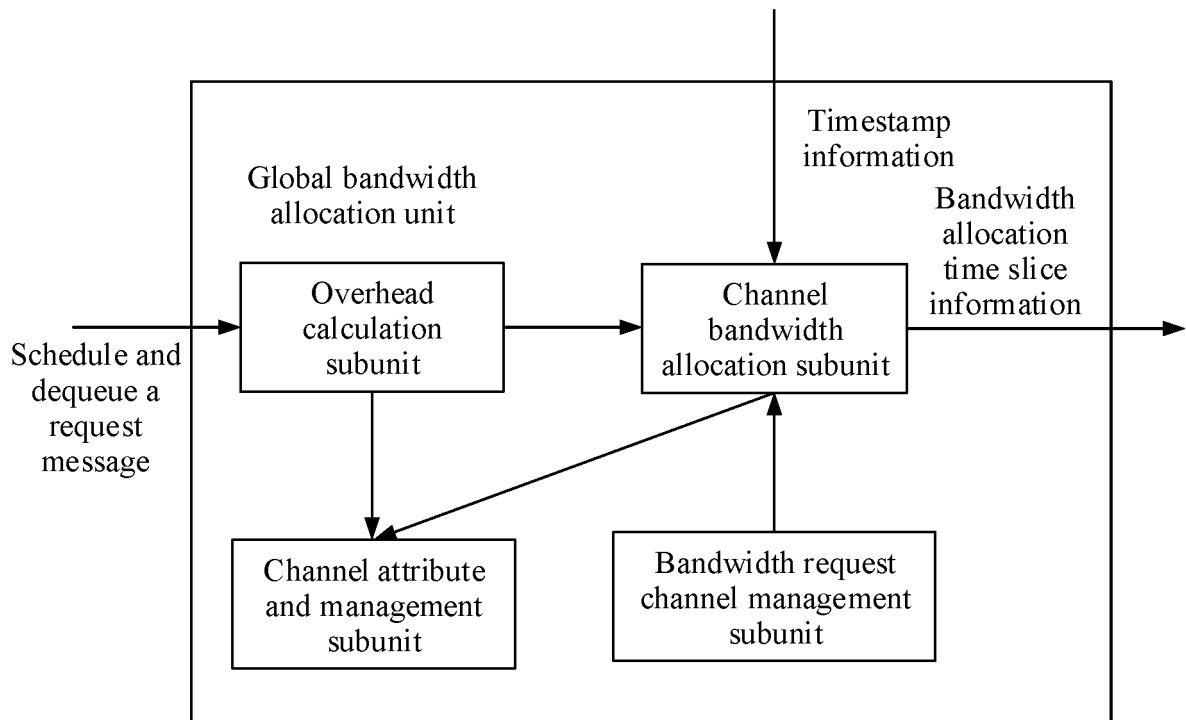 Timestamp
information
Global bandwidth
allocation unit
Bandwidth
allocation
time slice
information
Overhead
calculation
subunit
Channel
bandwidth
allocation subunit
Schedule and
dequeue a
request
message
Channel attribute
and management
subunit
Bandwidth request
channel management
subunit